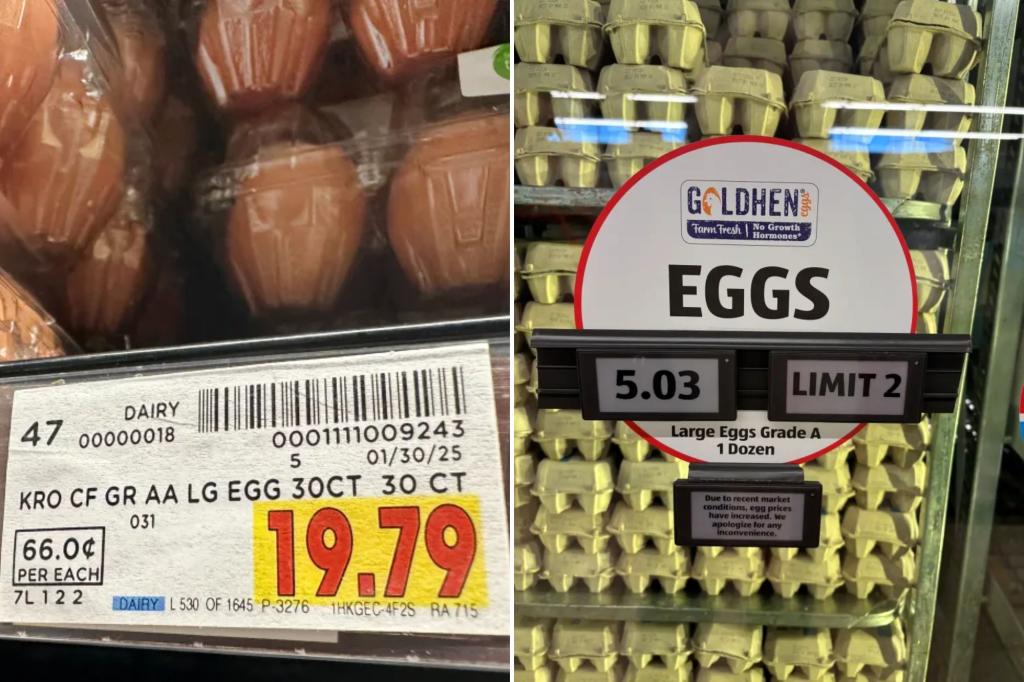 47
DAIRY
00000018
0001111009243
5 01/30/25
KRO CF GR AA LG EGG 30CT 30 CT
031
66.0¢
PER EACH
19.79
7L 1 2 2
DAIRY L 530 OF 1645 P-3276 1HKGEC-4F2S RA 715
GOLDHEN eggs
Farm Fresh | No Growth
Hormones*
EGGS
5.03
LIMIT 2
Large Eggs Grade A
1 Dozen
Due to recent market
conditions, egg prices
have increased. We
apologize for any
inconvenience.